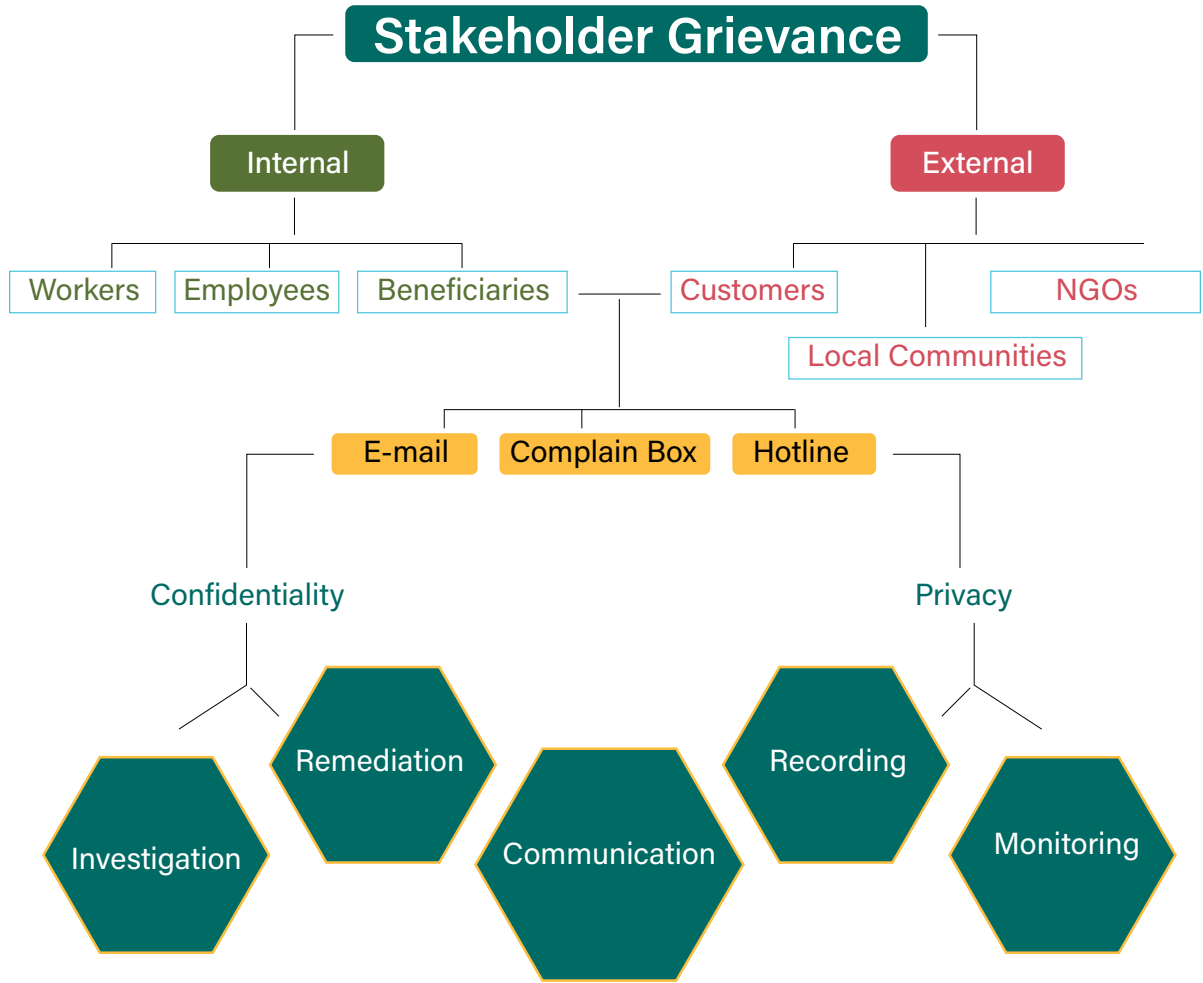 Stakeholder Grievance
Internal
External
Workers
Employees
Beneficiaries
Customers
NGOs
Local Communities
E-mail
Complain Box
Hotline
Confidentiality
Privacy
Remediation
Recording
Investigation
Communication
Monitoring